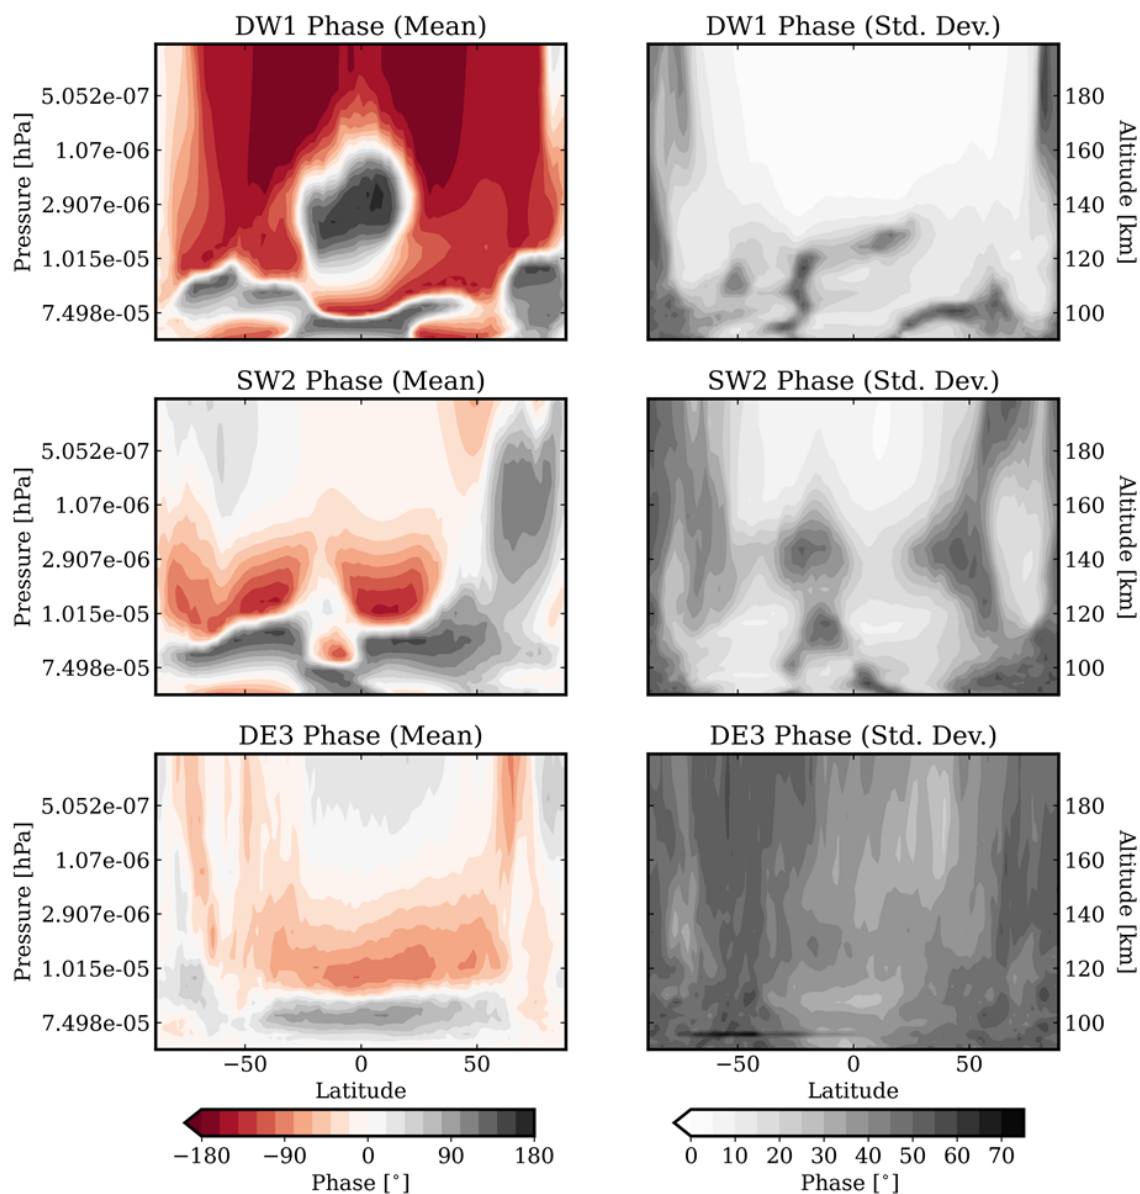 DW1 Phase (Mean)
DW1 Phase (Std. Dev.)
Pressure [hPa]
5.052e-07
1.07e-06
2.907e-06
1.015e-05
7.498e-05
180
160
140
120
100
Altitude [km]
SW2 Phase (Mean)
SW2 Phase (Std. Dev.)
Pressure [hPa]
5.052e-07
1.07e-06
2.907e-06
1.015e-05
7.498e-05
180
160
140
120
100
Altitude [km]
DE3 Phase (Mean)
DE3 Phase (Std. Dev.)
Pressure [hPa]
5.052e-07
1.07e-06
2.907e-06
1.015e-05
7.498e-05
180
160
140
120
100
Altitude [km]
−50 0 50
Latitude
−50 0 50
Latitude
−180 −90 0 90 180
Phase [°]
0 10 20 30 40 50 60 70
Phase [°]